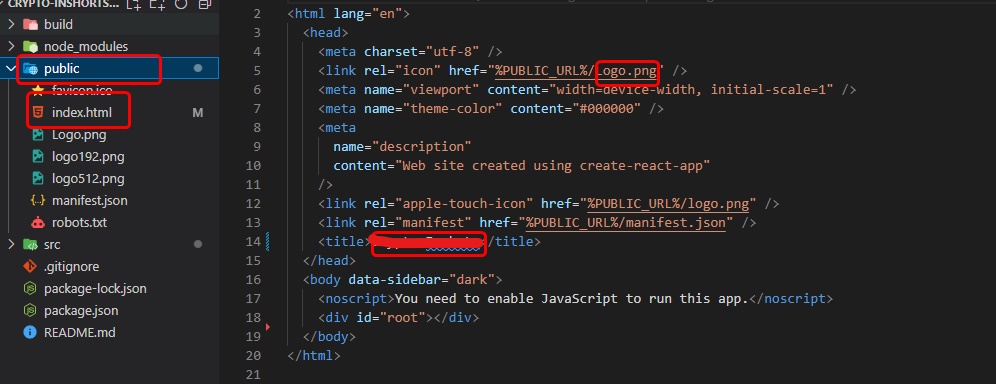 CRYPTO-INSHORTS...
build
node_modules
public
favicon.ico
index.html M
Logo.png
logo192.png
logo512.png
manifest.json
robots.txt
src
.gitignore
package-lock.json
package.json
README.md
2 <html lang="en">
3 <head>
4 <meta charset="utf-8" />
5 <link rel="icon" href="%PUBLIC_URL%/Logo.png" />
6 <meta name="viewport" content="width=device-width, initial-scale=1" />
7 <meta name="theme-color" content="#000000" />
8 <meta
9 name="description"
10 content="Web site created using create-react-app"
11 />
12 <link rel="apple-touch-icon" href="%PUBLIC_URL%/logo.png" />
13 <link rel="manifest" href="%PUBLIC_URL%/manifest.json" />
14 <title></title>
15 </head>
16 <body data-sidebar="dark">
17 <noscript>You need to enable JavaScript to run this app.</noscript>
18 <div id="root"></div>
19 </body>
20 </html>
21